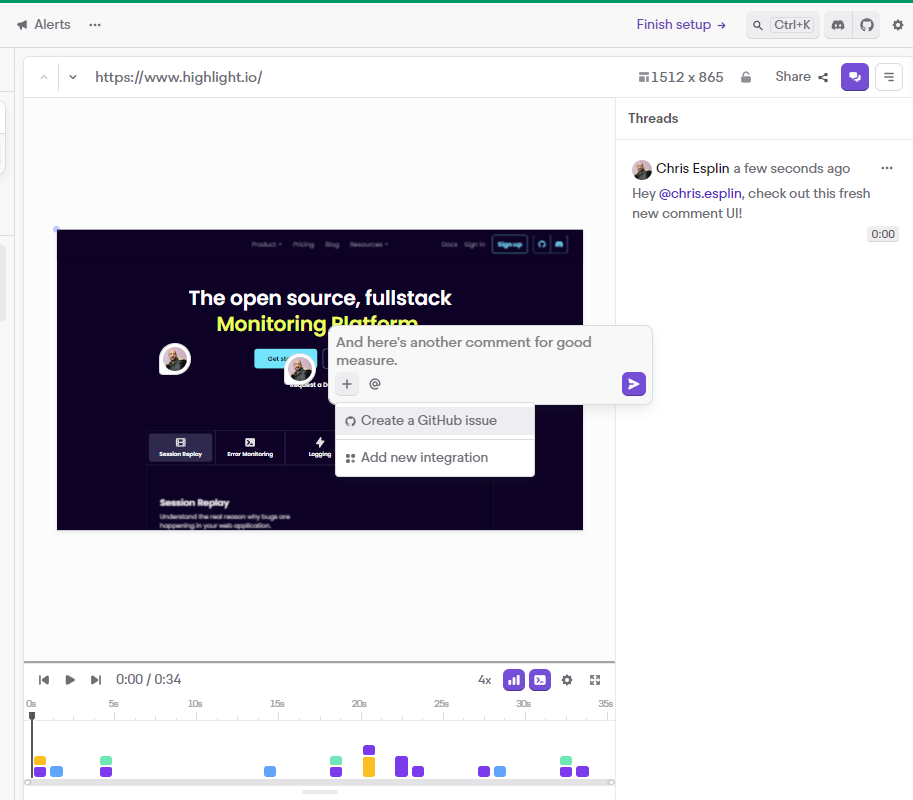 Alerts
Finish setup →
Ctrl+K
https://www.highlight.io/
1512 x 865
Share
Threads
Chris Esplin a few seconds ago
Hey @chris.esplin, check out this fresh
new comment UI!
0:00
Product
Pricing
Blog
Resources
Docs
Sign in
Sign up
The open source, fullstack
Monitoring Platform
And here's another comment for good
measure.
Get
Request a
@
Create a GitHub issue
Add new integration
Session Replay
Error Monitoring
Logging
Session Replay
Understand the real reason why bugs are
happening in your web application.
0:00 / 0:34
4x
0s
5s
10s
15s
20s
25s
30s
35s